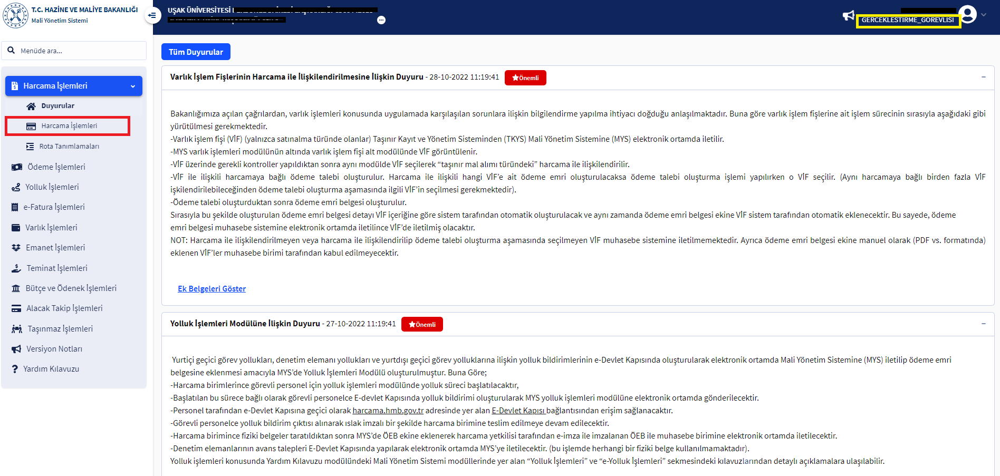 T.C. HAZİNE VE MALİYE BAKANLIĞI
Mali Yönetim Sistemi
UŞAK ÜNİVERSİTESİ
GERCEKLESTIRME_GOREVLISI
Menüde ara...
Harcama İşlemleri
Duyurular
Harcama İşlemleri
Rota Tanımlamaları
Ödeme İşlemleri
Yolluk İşlemleri
e-Fatura İşlemleri
Varlık İşlemleri
Emanet İşlemleri
Teminat İşlemleri
Bütçe ve Ödenek İşlemleri
Alacak Takip İşlemleri
Taşınmaz İşlemleri
Versiyon Notları
Yardım Kılavuzu
Tüm Duyurular
Varlık İşlem Fişlerinin Harcama ile İlişkilendirilmesine İlişkin Duyuru - 28-10-2022 11:19:41 Önemli
Bakanlığımıza açılan çağrılardan, varlık işlemleri konusunda uygulamada karşılaşılan sorunlara ilişkin bilgilendirme yapılma ihtiyacı doğduğu anlaşılmaktadır. Buna göre varlık işlem fişlerine ait işlem sürecinin sırasıyla aşağıdaki gibi
yürütülmesi gerekmektedir.
-Varlık işlem fişi (VİF) (yalnızca satınalma türünde olanlar) Taşınır Kayıt ve Yönetim Sisteminden (TKYS) Mali Yönetim Sistemine (MYS) elektronik ortamda iletilir.
-MYS varlık işlemleri modülünün altında varlık işlem fişi alt modülünde VİF görüntülenir.
-VİF üzerinde gerekli kontroller yapıldıktan sonra aynı modülde VİF seçilerek “taşınır mal alımı türündeki” harcama ile ilişkilendirilir.
-VİF ile ilişkili harcamaya bağlı ödeme talebi oluşturulur. Harcama ile ilişkili hangi VİF’e ait ödeme emri oluşturulacaksa ödeme talebi oluşturma işlemi yapılırken o VİF seçilir. (Aynı harcamaya bağlı birden fazla VİF
işkilendirilebileceğinden ödeme talebi oluşturma aşamasında ilgili VİF’in seçilmesi gerekmektedir).
-Ödeme talebi oluşturduktan sonra ödeme emri belgesi oluşturulur.
Sırasıyla bu şekilde oluşturulan ödeme emri belgesi detayı VİF içeriğine göre sistem tarafından otomatik oluşturulacak ve aynı zamanda ödeme emri belgesi ekine VİF sistem tarafından otomatik eklenecektir. Bu sayede, ödeme
emri belgesi muhasebe sistemine elektronik ortamda iletilince VİF’de iletilmiş olacaktır.
NOT: Harcama ile ilişkilendirilmeyen veya harcama ile ilişkilendirilip ödeme talebi oluşturma aşamasında seçilmeyen VİF muhasebe sistemine iletilmemektedir. Ayrıca ödeme emri belgesi ekine manuel olarak (PDF vs. formatında)
eklenen VİF’ler muhasebe birimi tarafından kabul edilmeyecektir.
Ek Belgeleri Göster
Yolluk İşlemleri Modülüne İlişkin Duyuru - 27-10-2022 11:19:41 Önemli
Yurtiçi geçici görev yollukları, denetim elemanı yollukları ve yurtdışı geçici görev yolluklarına ilişkin yolluk bildirimlerinin e-Devlet Kapısında oluşturularak elektronik ortamda Mali Yönetim Sistemine (MYS) iletilip ödeme emri
belgesine eklenmesi amacıyla MYS’de Yolluk İşlemleri Modülü oluşturulmuştur. Buna Göre;
-Harcama birimlerince görevli personel için yolluk işlemleri modülünde yolluk süreci başlatılacaktır,
-Başlatılan bu sürece bağlı olarak görevli personelce E-devlet Kapısında yolluk bildirimi oluşturularak MYS yolluk işlemleri modülüne elektronik ortamda gönderilecektir.
-Personel tarafından e-Devlet Kapısına geçici olarak harcama.hmb.gov.tr adresinde yer alan E-Devlet Kapısı bağlantısından erişim sağlanacaktır.
-Görevli personelce yolluk bildirim çıktısı alınarak ıslak imzalı bir şekilde harcama birimine teslim edilmeye devam edilecektir.
-Harcama birimince fiziki belgeler taratıldıktan sonra MYS’de ÖEB ekine eklenerek harcama yetkilisi tarafından e-imza ile imzalanan ÖEB ile muhasebe birimine elektronik ortamda iletilecektir.
-Denetim elemanlarının avans talepleri E-Devlet Kapısında yapılarak elektronik ortamda MYS’ye iletilecektir. (bu işlemde herhangi bir fiziki belge kullanılmamaktadır).
Yolluk işlemleri konusunda Yardım Kılavuzu modülündeki Mali Yönetim Sistemi modüllerinde yer alan “Yolluk İşlemleri” ve “e-Yolluk İşlemleri” sekmesindeki kılavuzlarından detaylı açıklamalara ulaşılabilir.